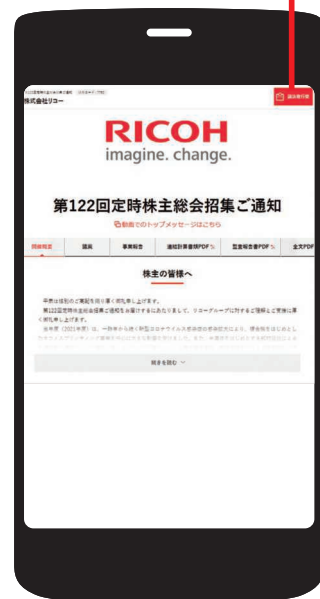 株式会社リコー
RICOH
imagine. change.
第122回定時株主総会招集ご通知
動画でのトップメッセージはこちら
開催概要 議案 事業報告 連結計算書類PDF 監査報告書PDF 全文PDF
株主の皆様へ
平素は格別のご高配を賜り厚く御礼申し上げます。
第122回定時株主総会招集ご通知をお届けするにあたりまして、リコーグループに対するご理解とご支援に厚
く御礼申し上げます。
続きを読む